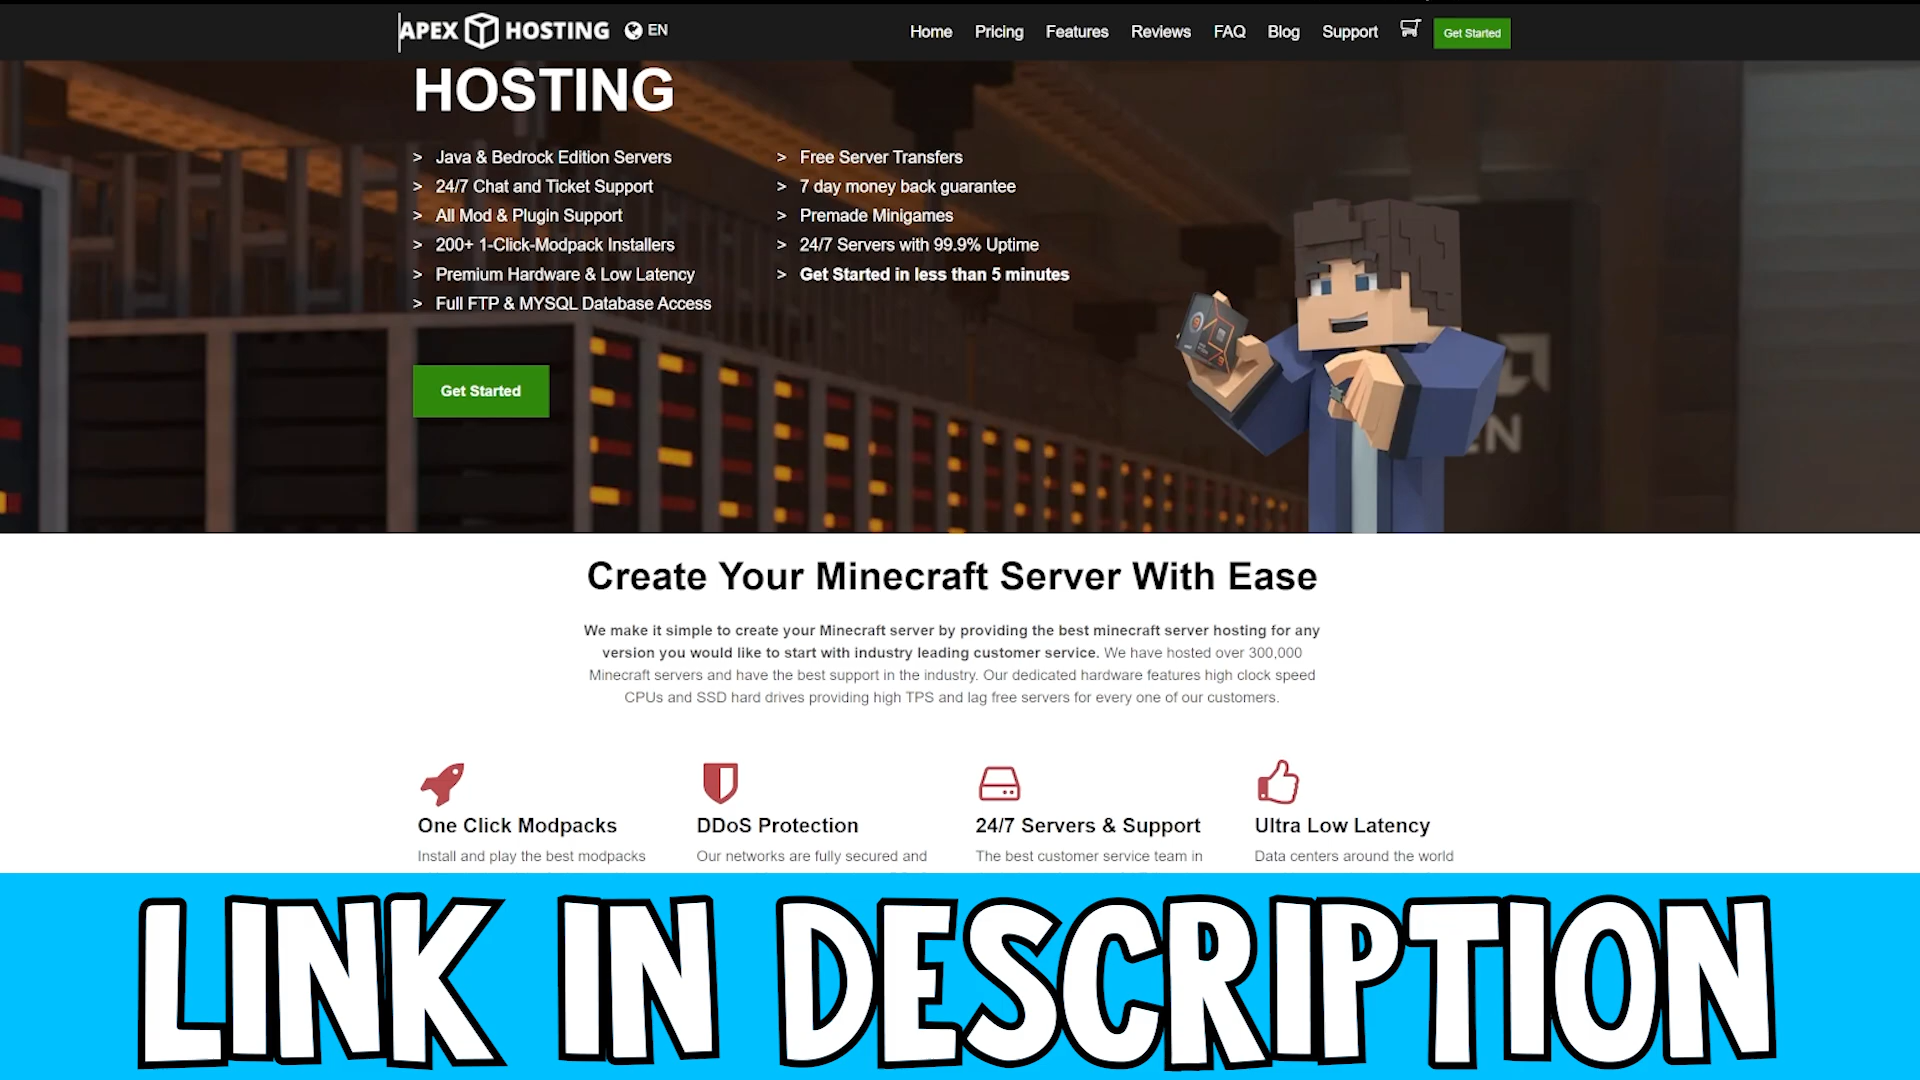 APEX HOSTING EN Home Pricing Features Reviews FAQ Blog Support Get Started
HOSTING
> Java & Bedrock Edition Servers
> 24/7 Chat and Ticket Support
> All Mod & Plugin Support
> 200+ 1-Click-Modpack Installers
> Premium Hardware & Low Latency
> Full FTP & MYSQL Database Access
> Free Server Transfers
> 7 day money back guarantee
> Premade Minigames
> 24/7 Servers with 99.9% Uptime
> Get Started in less than 5 minutes
Get Started
Create Your Minecraft Server With Ease
We make it simple to create your Minecraft server by providing the best minecraft server hosting for any
version you would like to start with industry leading customer service. We have hosted over 300,000
Minecraft servers and have the best support in the industry. Our dedicated hardware features high clock speed
CPUs and SSD hard drives providing high TPS and lag free servers for every one of our customers.
One Click Modpacks
Install and play the best modpacks
DDoS Protection
Our networks are fully secured and
24/7 Servers & Support
The best customer service team in
Ultra Low Latency
Data centers around the world
LINK IN DESCRIPTION